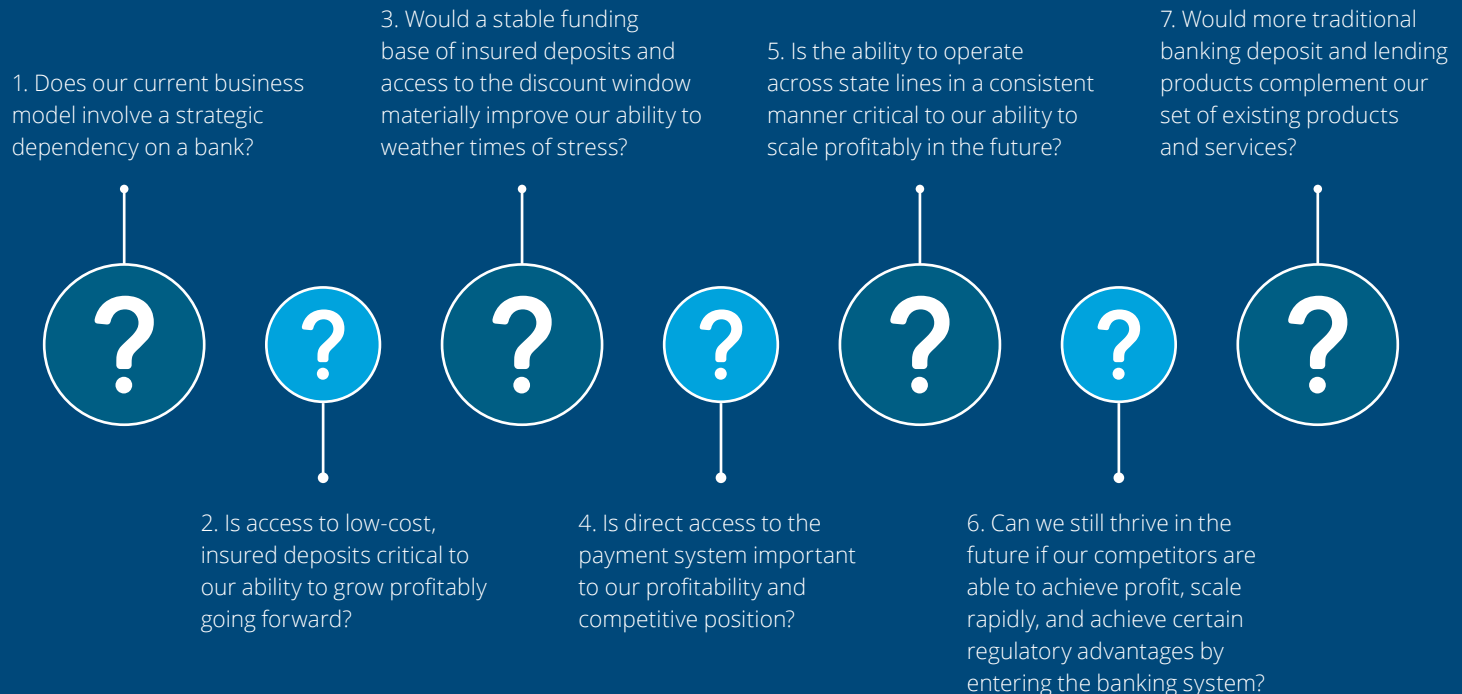 1. Does our current business
model involve a strategic
dependency on a bank?
?
2. Is access to low-cost,
insured deposits critical to
our ability to grow profitably
going forward?
?
3. Would a stable funding
base of insured deposits and
access to the discount window
materially improve our ability to
weather times of stress?
?
4. Is direct access to the
payment system important
to our profitability and
competitive position?
?
5. Is the ability to operate
across state lines in a consistent
manner critical to our ability to
scale profitably in the future?
?
6. Can we still thrive in the
future if our competitors are
able to achieve profit, scale
rapidly, and achieve certain
regulatory advantages by
entering the banking system?
?
7. Would more traditional
banking deposit and lending
products complement our
set of existing products
and services?
?